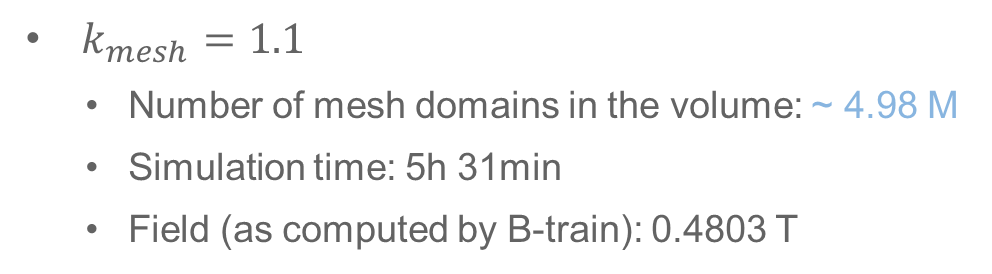 • k_mesh = 1.1
• Number of mesh domains in the volume: ~ 4.98 M
• Simulation time: 5h 31min
• Field (as computed by B-train): 0.4803 T